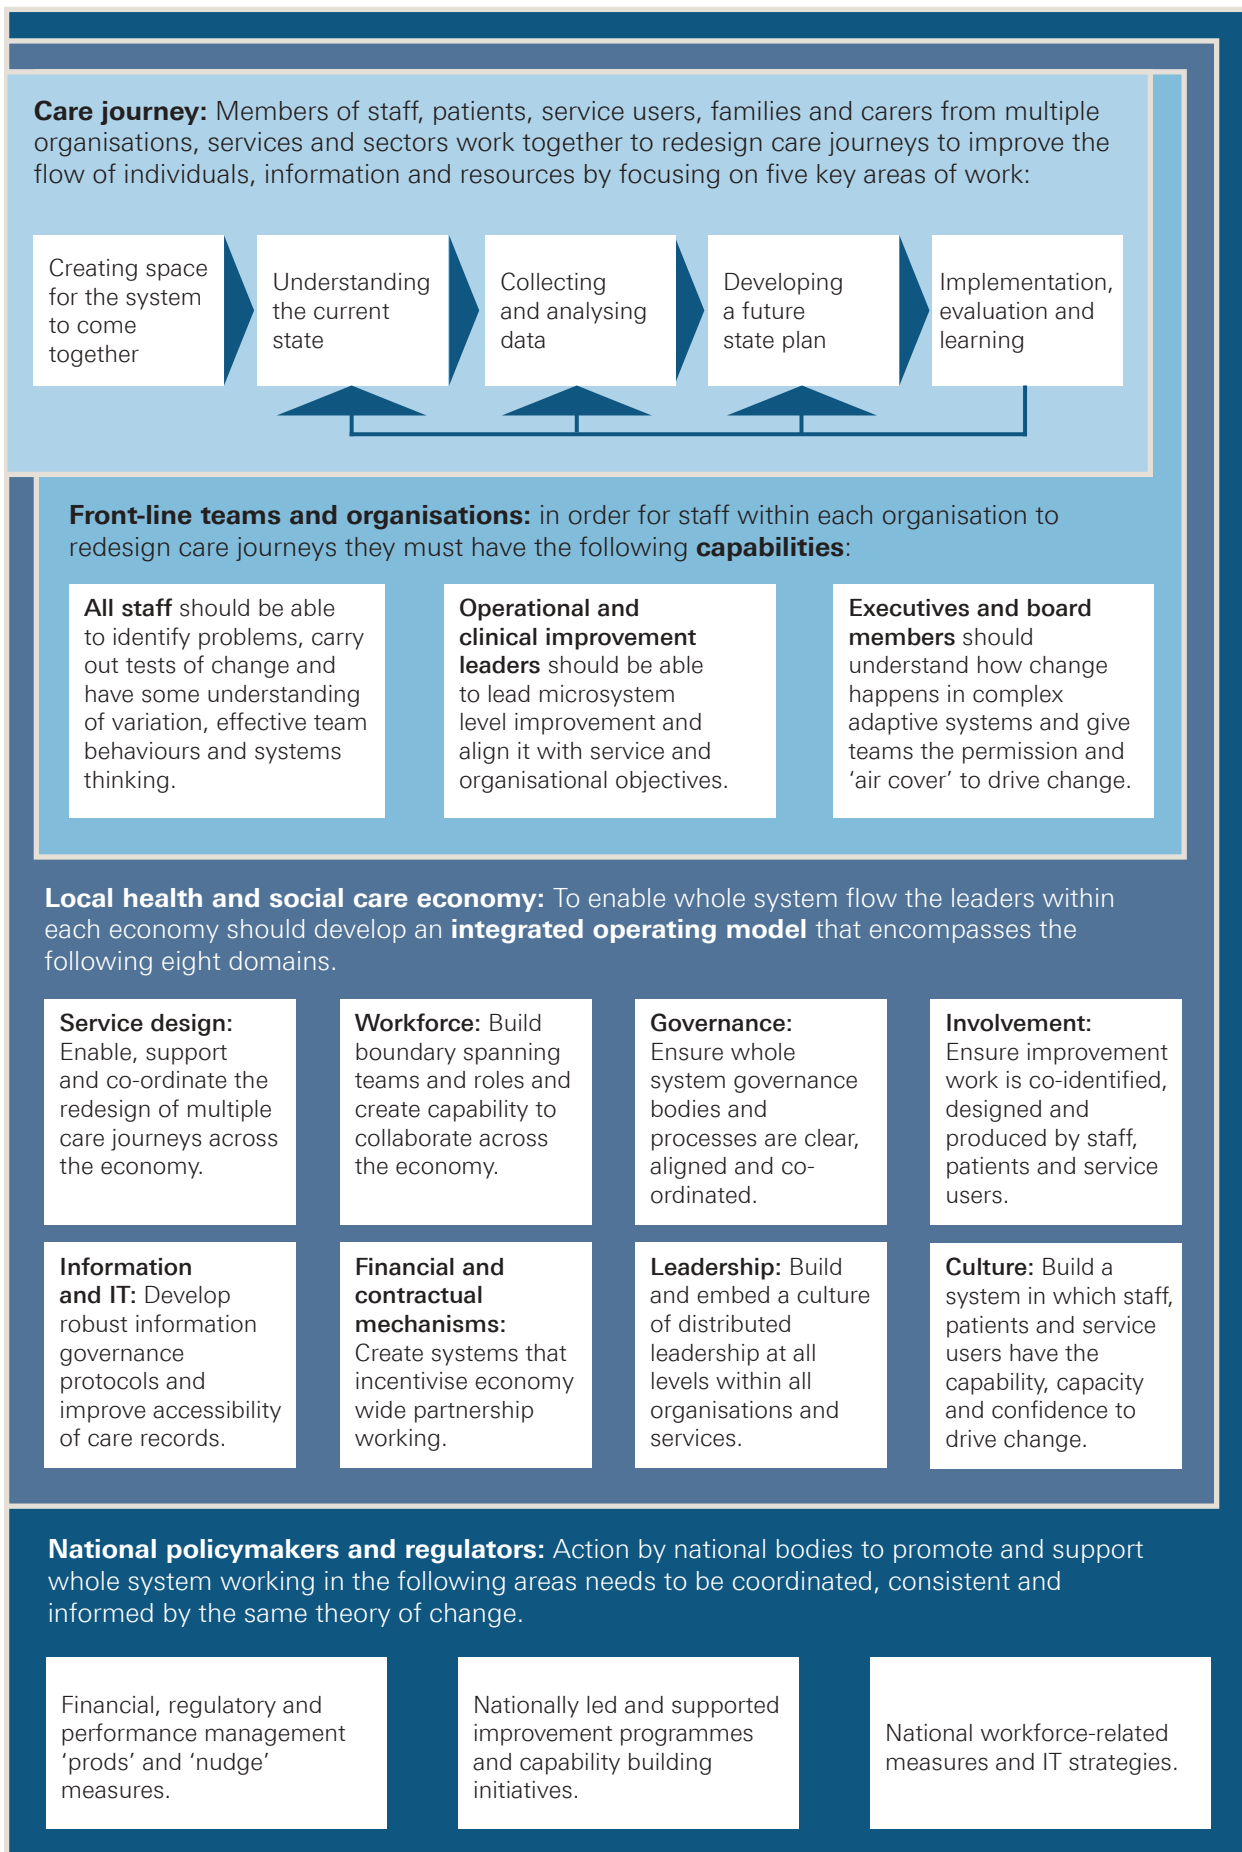 Care journey: Members of staff, patients, service users, families and carers from multiple
organisations, services and sectors work together to redesign care journeys to improve the
flow of individuals, information and resources by focusing on five key areas of work:
Creating space
for the system
to come
together
Understanding
the current
state
Collecting
and analysing
data
Developing
a future
state plan
Implementation,
evaluation and
learning
Front-line teams and organisations: in order for staff within each organisation to
redesign care journeys they must have the following capabilities:
All staff should be able
to identify problems, carry
out tests of change and
have some understanding
of variation, effective team
behaviours and systems
thinking.
Operational and
clinical improvement
leaders should be able
to lead microsystem
level improvement and
align it with service and
organisational objectives.
Executives and board
members should
understand how change
happens in complex
adaptive systems and give
teams the permission and
‘air cover’ to drive change.
Local health and social care economy: To enable whole system flow the leaders within
each economy should develop an integrated operating model that encompasses the
following eight domains.
Service design:
Enable, support
and co-ordinate the
redesign of multiple
care journeys across
the economy.
Workforce: Build
boundary spanning
teams and roles and
create capability to
collaborate across
the economy.
Governance:
Ensure whole
system governance
bodies and
processes are clear,
aligned and co-
ordinated.
Involvement:
Ensure improvement
work is co-identified,
designed and
produced by staff,
patients and service
users.
Information
and IT: Develop
robust information
governance
protocols and
improve accessibility
of care records.
Financial and
contractual
mechanisms:
Create systems that
incentivise economy
wide partnership
working.
Leadership: Build
and embed a culture
of distributed
leadership at all
levels within all
organisations and
services.
Culture: Build a
system in which staff,
patients and service
users have the
capability, capacity
and confidence to
drive change.
National policymakers and regulators: Action by national bodies to promote and support
whole system working in the following areas needs to be coordinated, consistent and
informed by the same theory of change.
Financial, regulatory and
performance management
‘prods’ and ‘nudge’
measures.
Nationally led and supported
improvement programmes
and capability building
initiatives.
National workforce-related
measures and IT strategies.